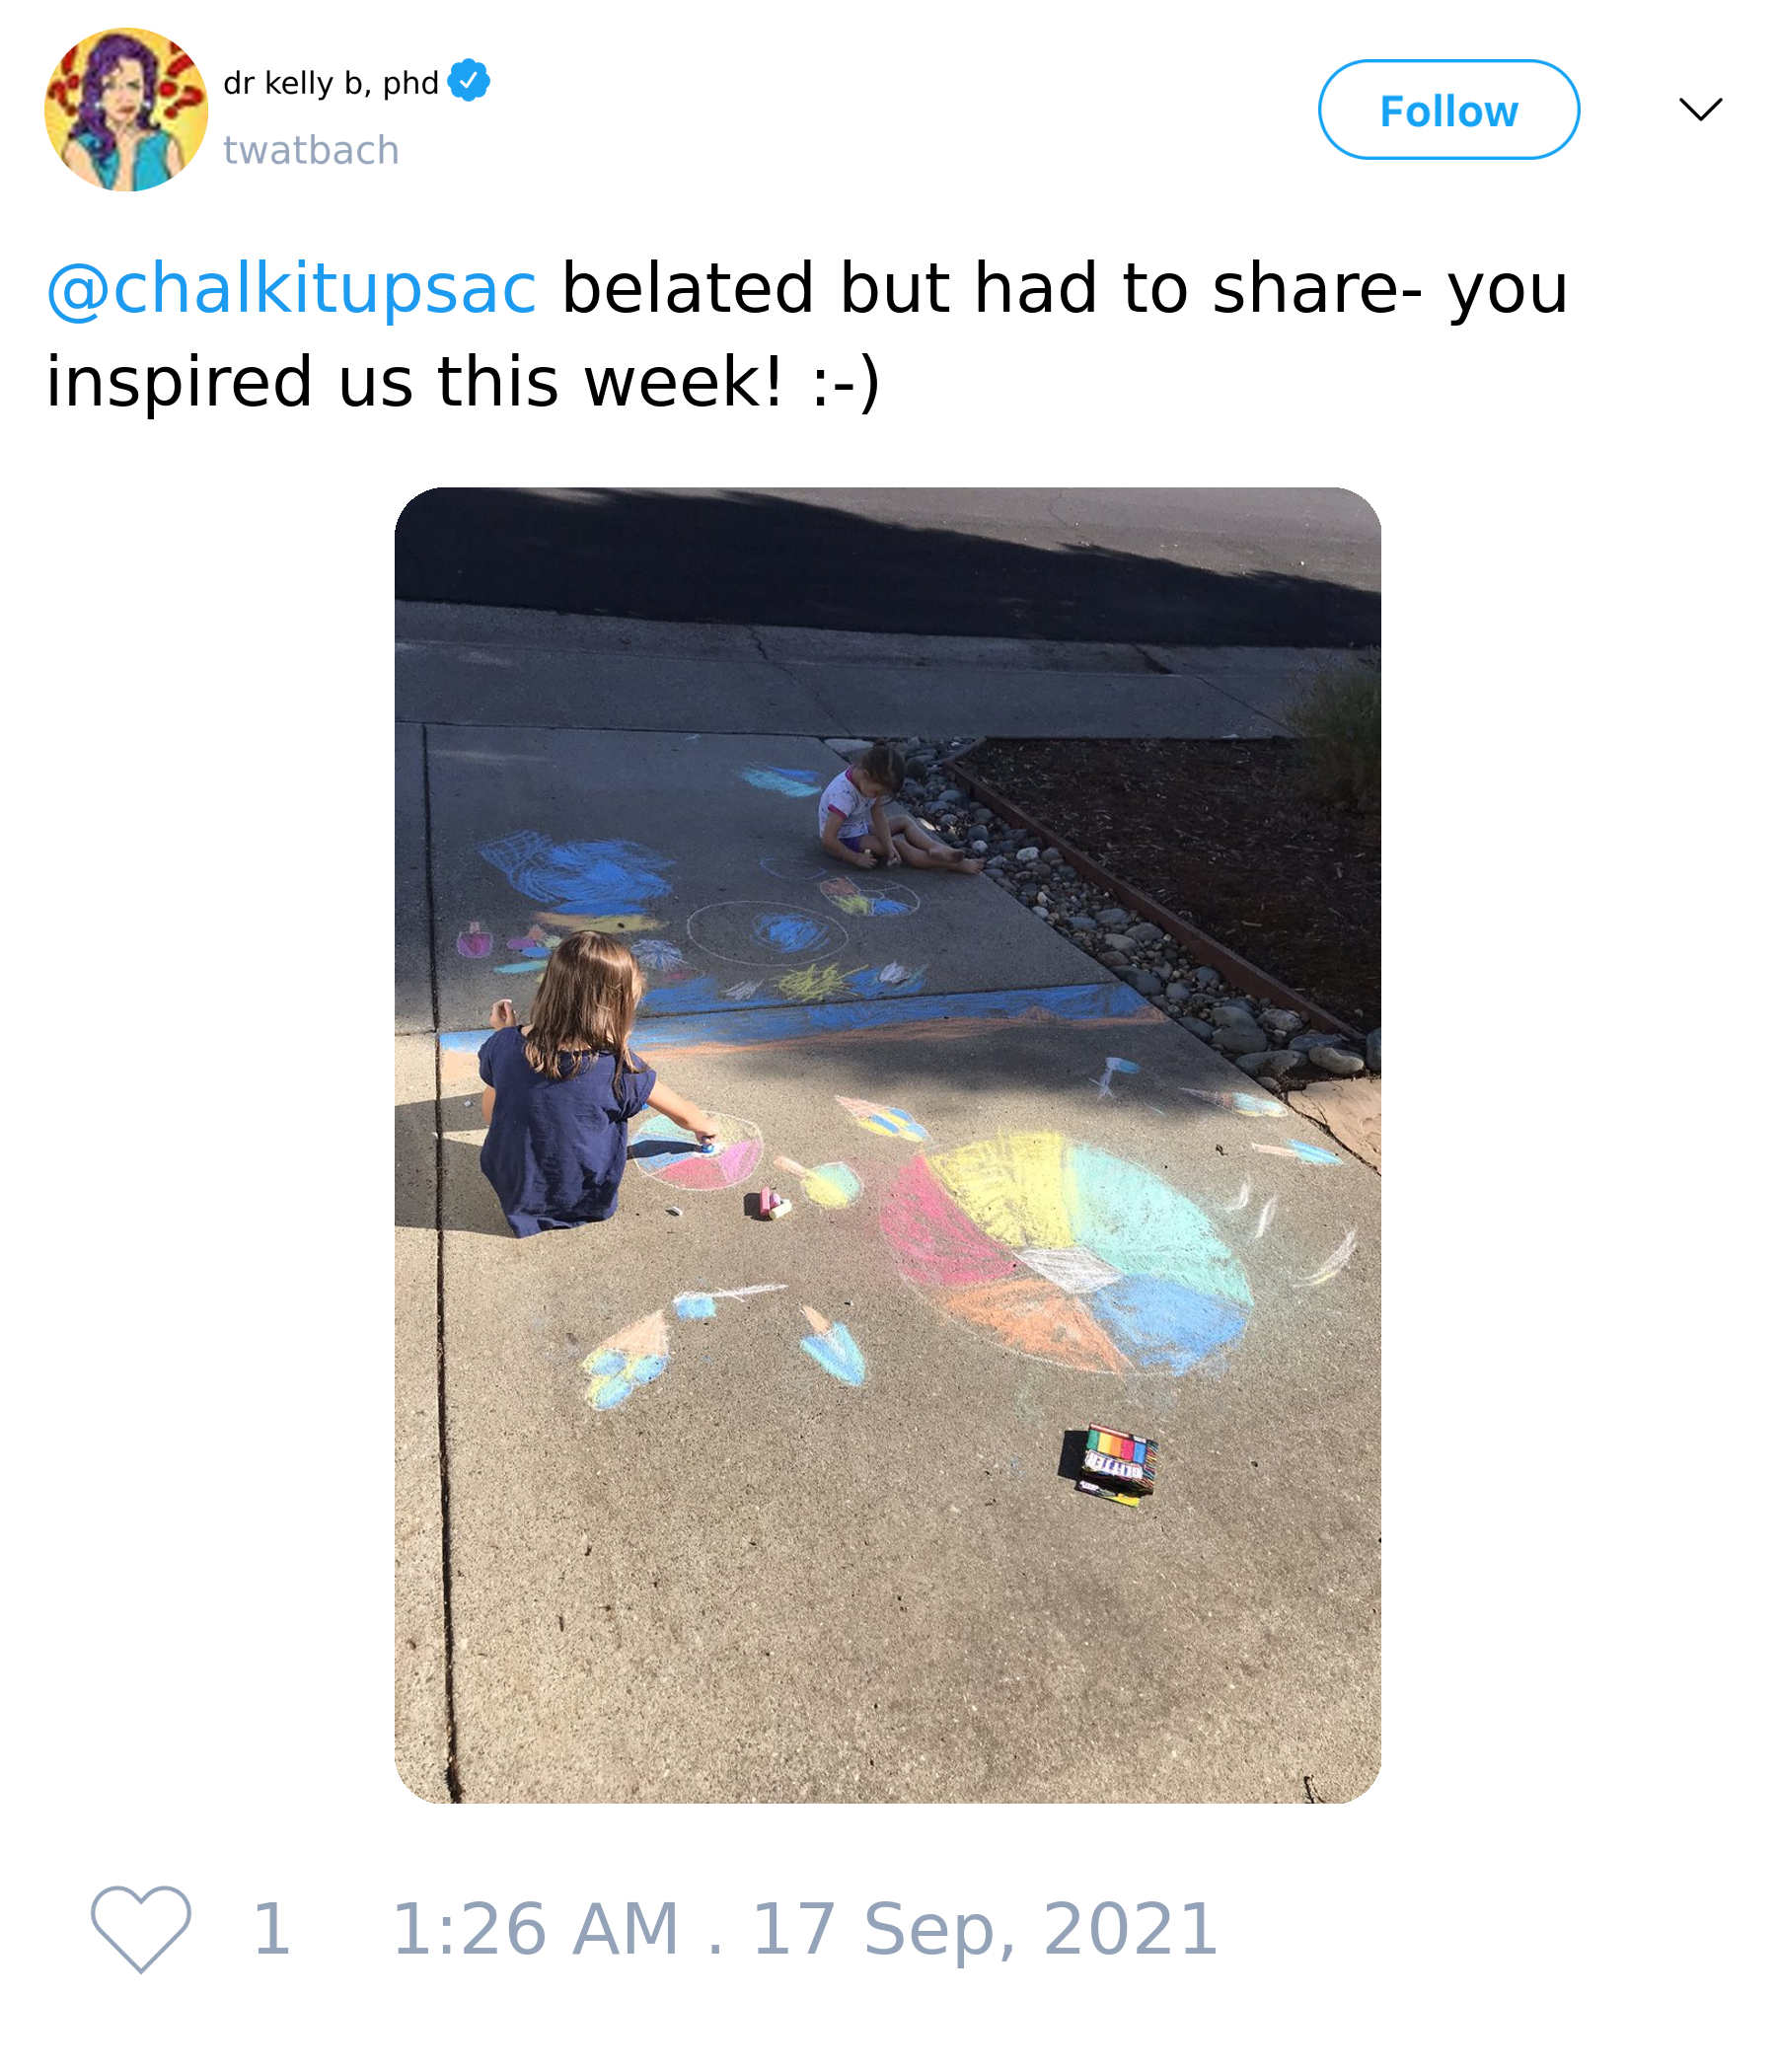 dr kelly b, phd
twatbach
Follow
@chalkitupsac belated but had to share- you
inspired us this week! :-)
1
1:26 AM . 17 Sep, 2021